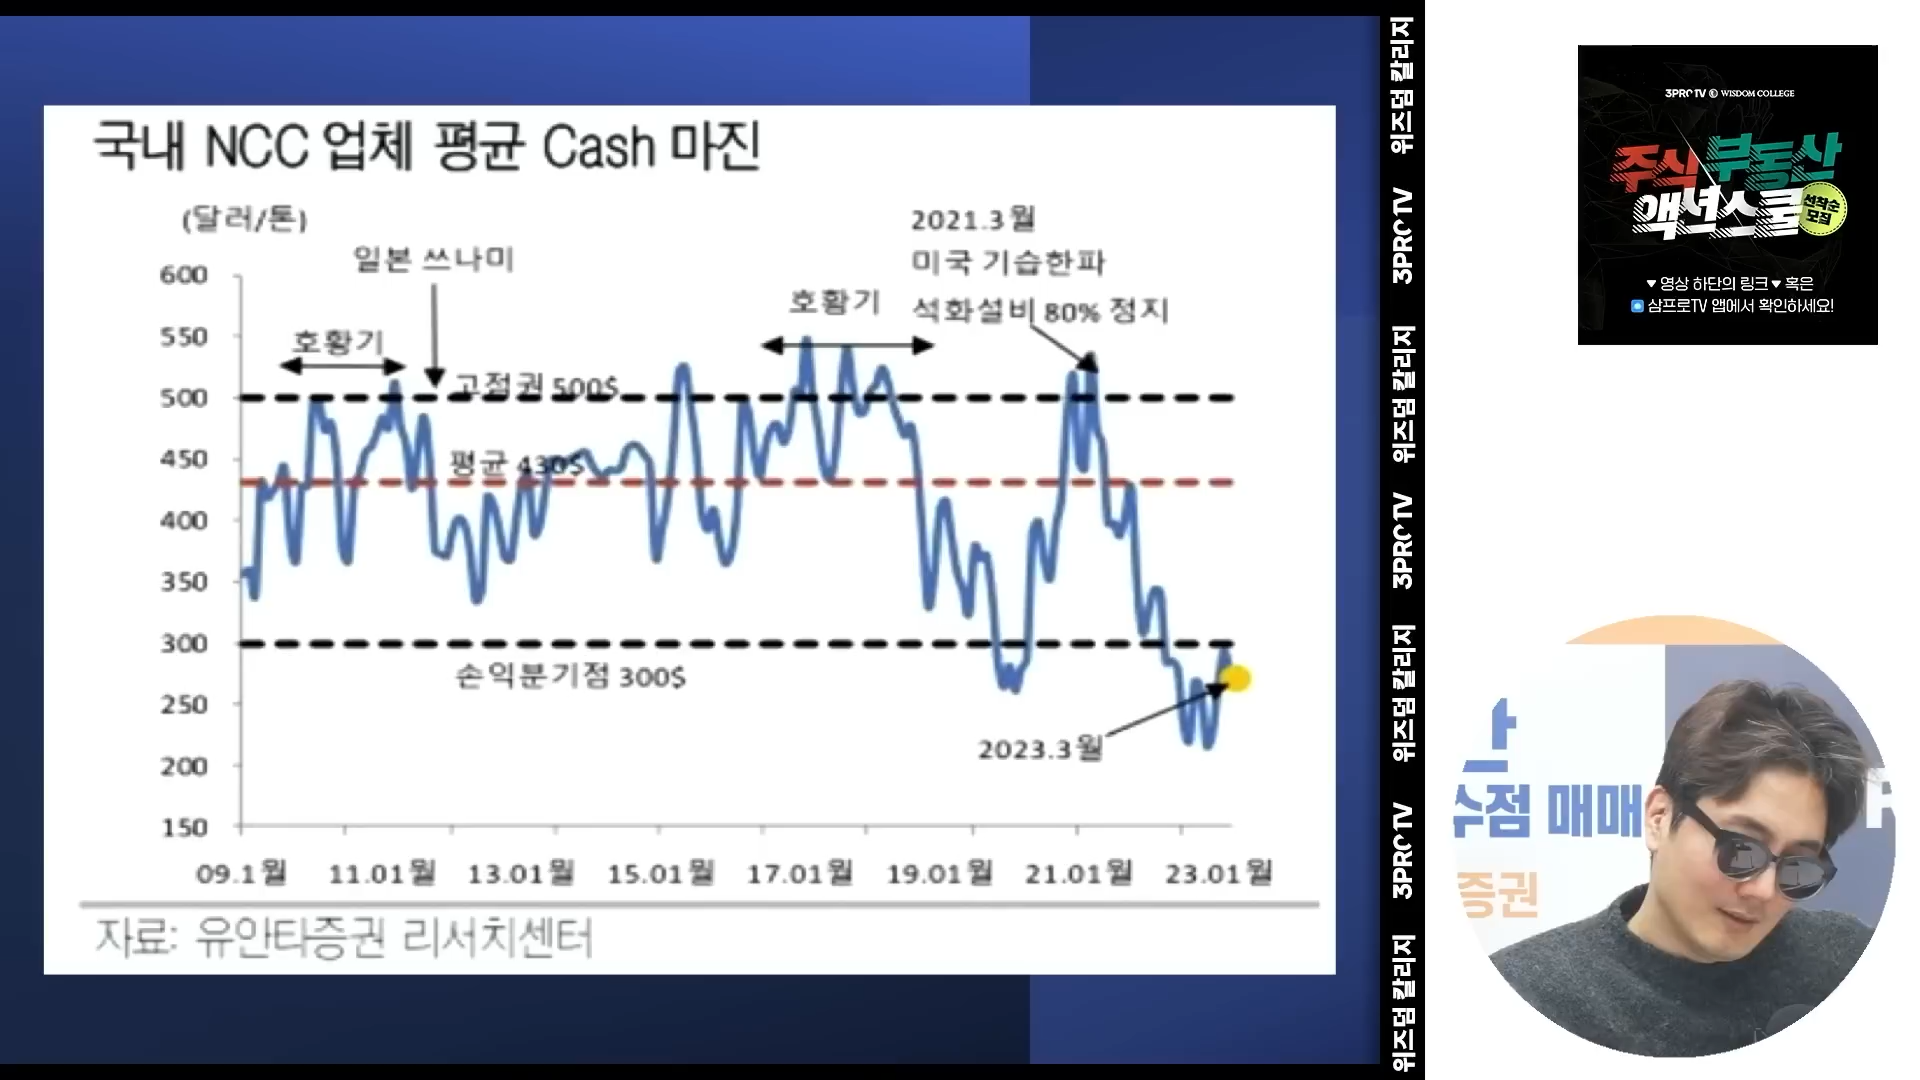 국내 NCC 업체 평균 Cash 마진
(달러/톤)
일본 쓰나미
2021.3월
미국 기습한파
석화설비 80% 정지
호황기
호황기
고점권 500$
평균 430$
손익분기점 300$
2023.3월
600
550
500
450
400
350
300
250
200
150
09.1월 11.01월 13.01월 15.01월 17.01월 19.01월 21.01월 23.01월
자료: 유안타증권 리서치센터
위즈덤 칼리지 3PRO TV 위즈덤 칼리지 3PRO TV 위즈덤 칼리지 3PRO TV 위즈덤 칼리지
3PRO TV © WISDOM COLLEGE
주식 부동산
액션스쿨
선착순
모집
▼ 영상 하단의 링크 ▼ 혹은
삼프로TV 앱에서 확인하세요!
수점 매매
증권